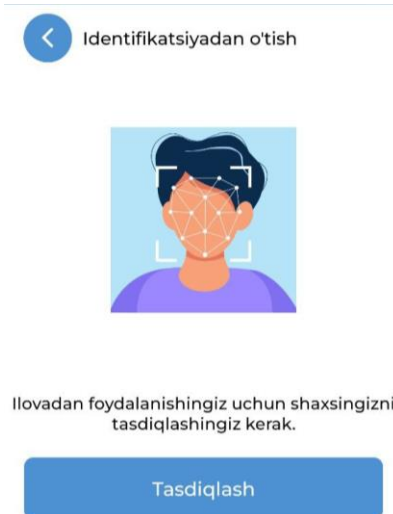 Identifikatsiyadan o'tish
Ilovadan foydalanishingiz uchun shaxsingizni
tasdiqlashingiz kerak.
Tasdiqlash